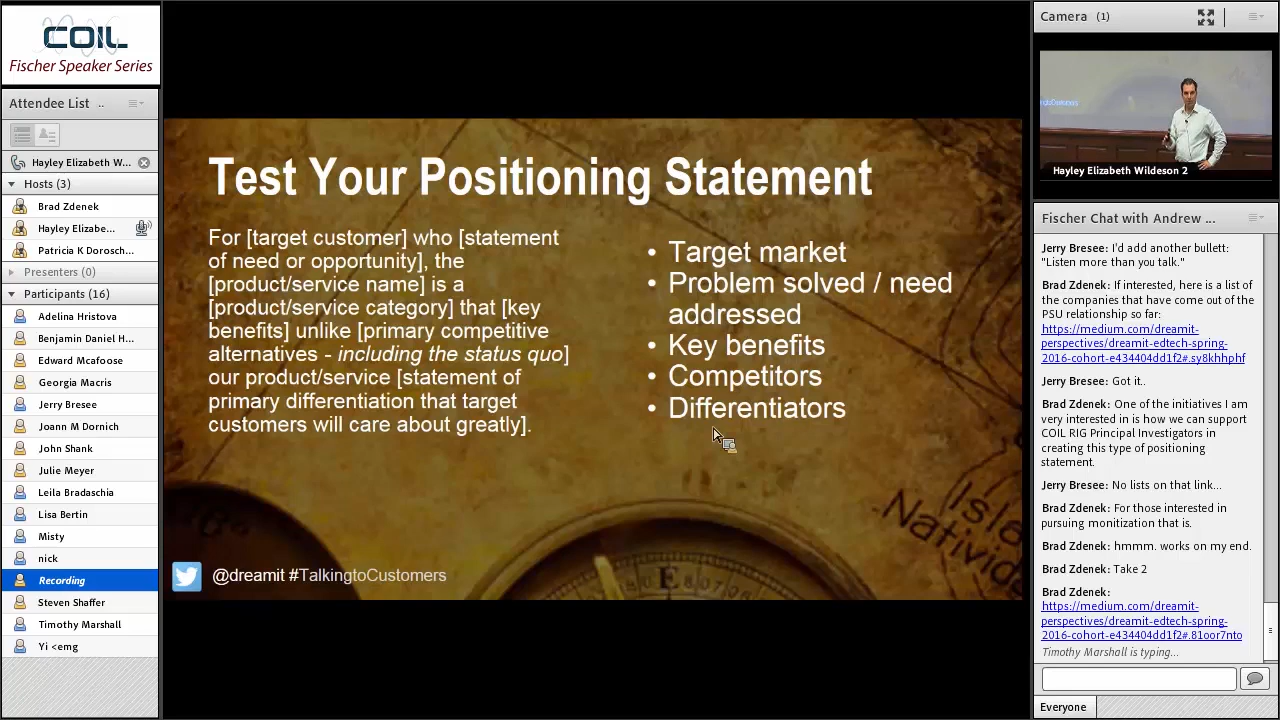 COIL
Fischer Speaker Series
Attendee List ..
Hayley Elizabeth W...
Hosts (3)
Brad Zdenek
Hayley Elizabe...
Patricia K Dorosch...
Presenters (0)
Participants (16)
Adelina Hristova
Benjamin Daniel H...
Edward Mcafoose
Georgia Macris
Jerry Bresee
Joann M Dornich
John Shank
Julie Meyer
Leila Bradaschia
Lisa Bertin
Misty
nick
Recording
Steven Shaffer
Timothy Marshall
Yi <emg
Test Your Positioning Statement
For [target customer] who [statement
of need or opportunity], the
[product/service name] is a
[product/service category] that [key
benefits] unlike [primary competitive
alternatives - including the status quo]
our product/service [statement of
primary differentiation that target
customers will care about greatly].
• Target market
• Problem solved / need
addressed
• Key benefits
• Competitors
• Differentiators
E
@dreamit #TalkingtoCustomers
Camera (1)
Hayley Elizabeth Wildeson 2
Fischer Chat with Andrew ...
Jerry Bresee: I'd add another bullett:
"Listen more than you talk."
Brad Zdenek: If interested, here is a list of
the companies that have come out of the
PSU relationship so far:
https://medium.com/dreamit-
perspectives/dreamit-edtech-spring-
2016-cohort-e434404dd1f2#.sy8khhphf
Jerry Bresee: Got it..
Brad Zdenek: One of the initiatives I am
very interested in is how we can support
COIL RIG Principal Investigators in
creating this type of positioning
statement.
Jerry Bresee: No lists on that link...
Brad Zdenek: For those interested in
pursuing monitization that is.
Brad Zdenek: hmmm. works on my end.
Brad Zdenek: Take 2
Brad Zdenek:
https://medium.com/dreamit-
perspectives/dreamit-edtech-spring-
2016-cohort-e434404dd1f2#.81oor7nto
Timothy Marshall is typing...
Everyone